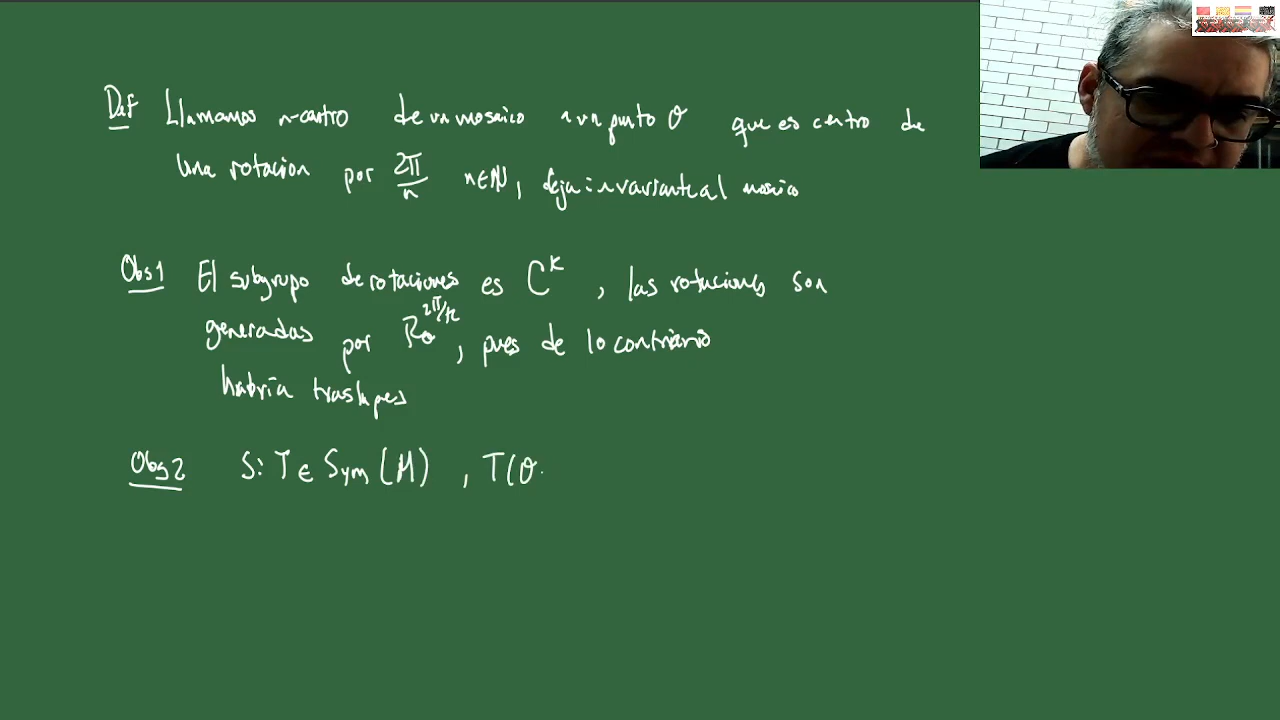 Def Llamamos n-centro de un mosaico a un punto O que es centro de
una rotación por 2π/n n∈ℕ, deja invariante al mosaico
Obs1 El subgrupo de rotaciones es C^k, las rotaciones son
generadas por R_O^{2π/k}, pues de lo contrario
habría traslapes
Obs2 Si T ∈ Sym(M), T(O